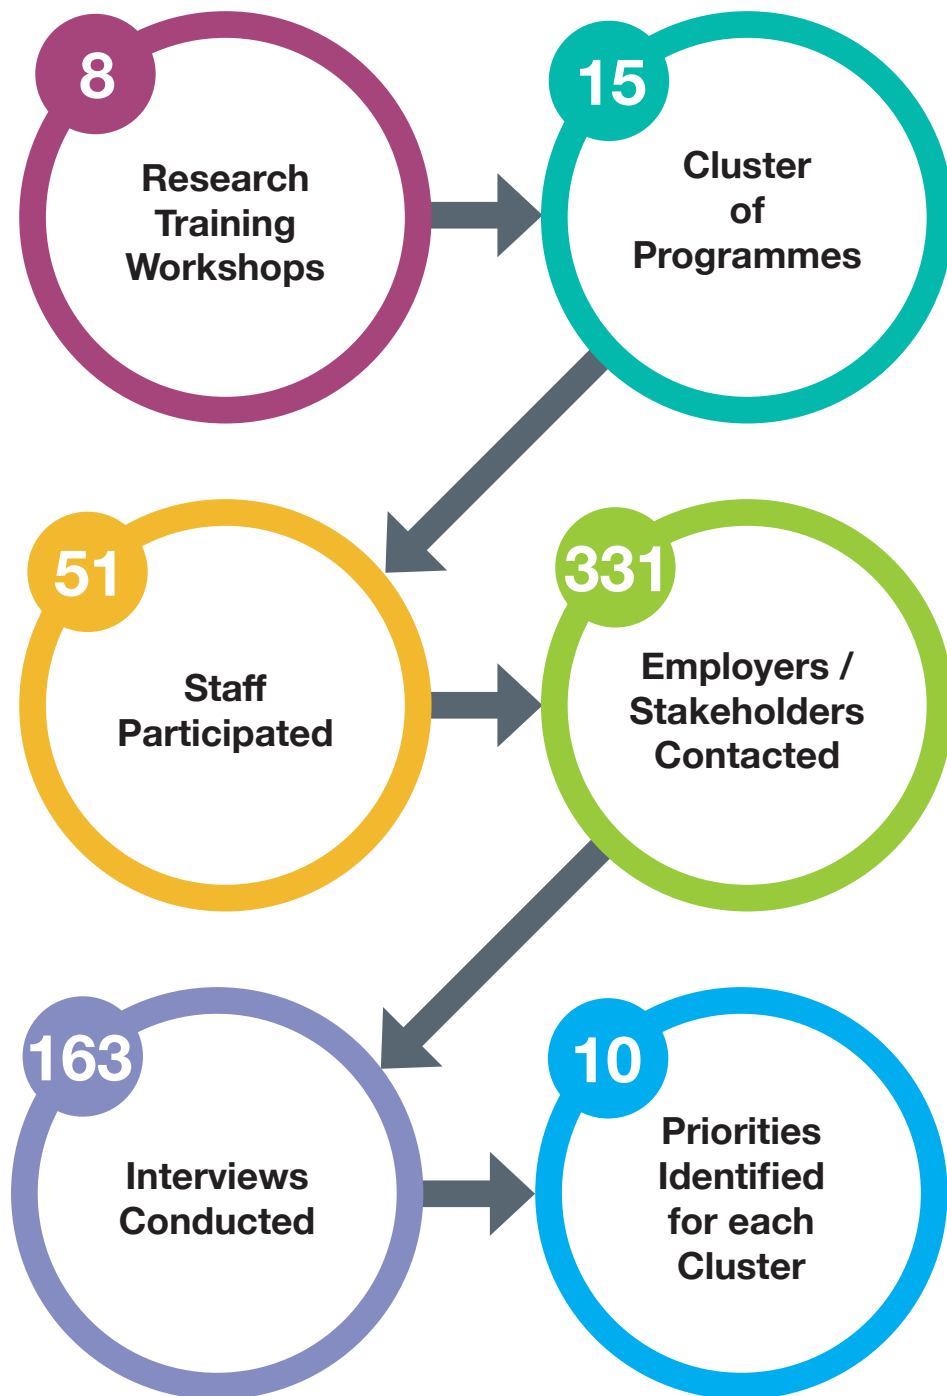 8
Research
Training
Workshops
15
Cluster
of
Programmes
51
Staff
Participated
331
Employers /
Stakeholders
Contacted
163
Interviews
Conducted
10
Priorities
Identified
for each
Cluster